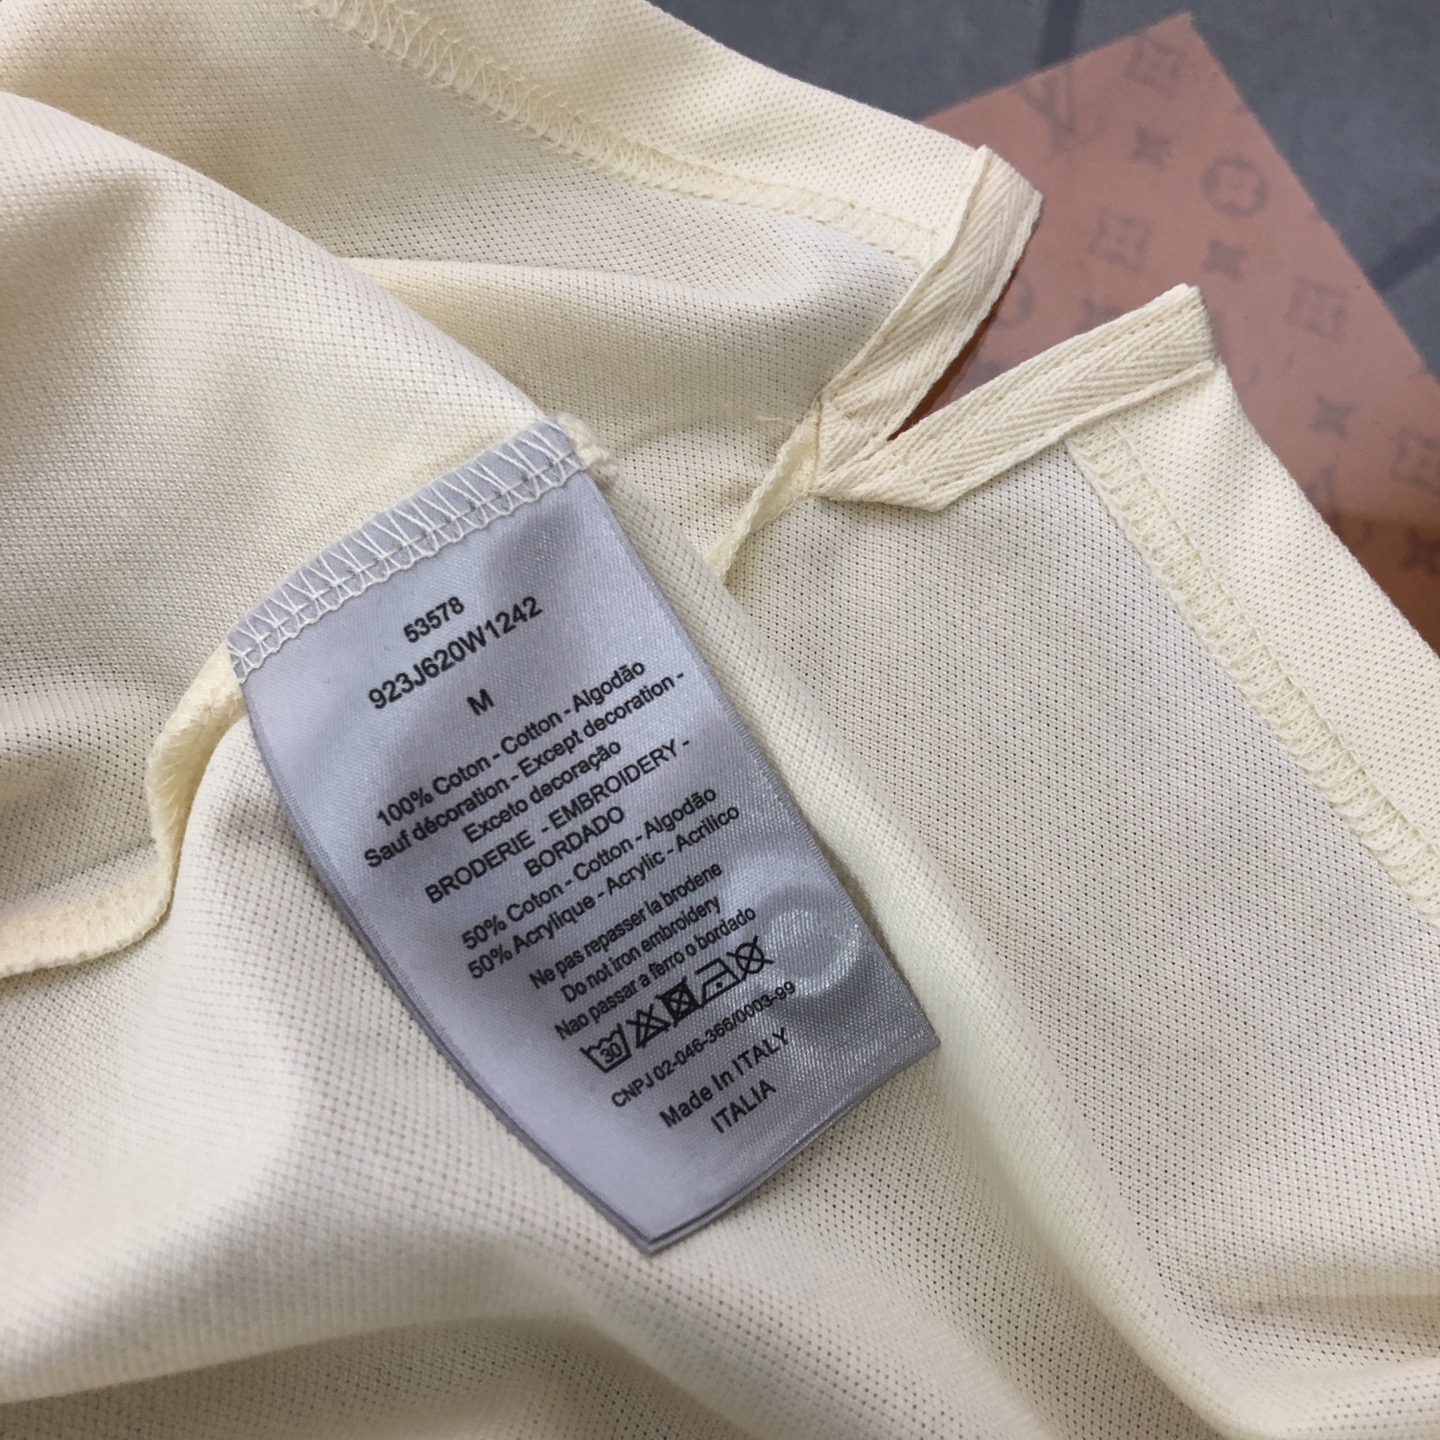 53578
923J620W1242
M
100% Coton - Cotton - Algodão
Sauf décoration - Except decoration -
Exceto decoração
BRODERIE - EMBROIDERY -
BORDADO
50% Coton - Cotton - Algodão
50% Acrylique - Acrylic - Acrilico
Ne pas repasser la brodene
Do not iron embroidery
Nao passar a ferro o bordado
30
CNPJ 02-046-366/0003-99
Made In ITALY
ITALIA